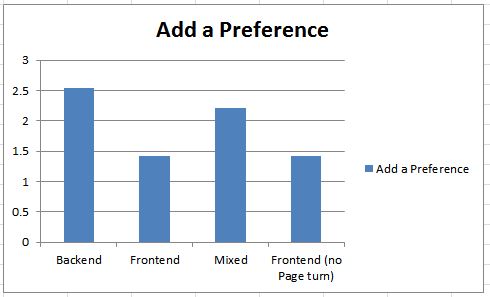 Add a Preference
3
2.5
2
1.5
1
0.5
0
Backend
Frontend
Mixed
Frontend (no
Page turn)
Add a Preference